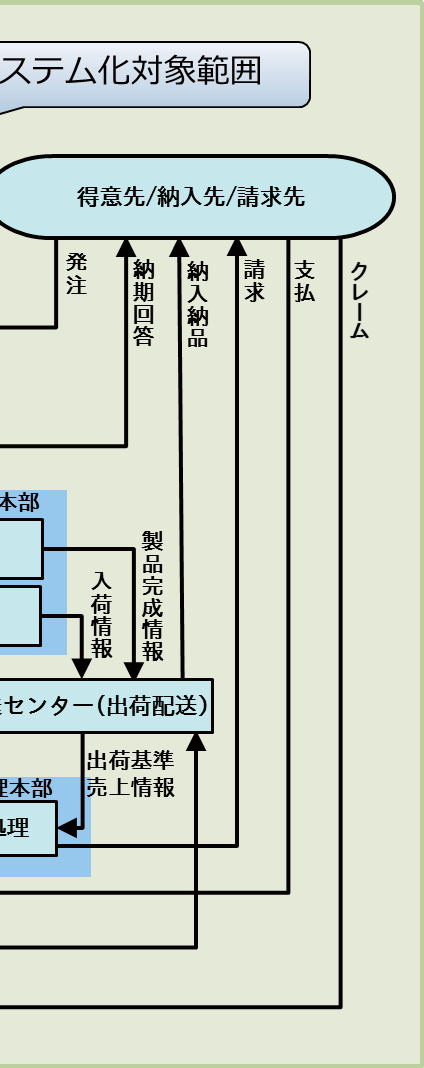 ステム化対象範囲
得意先/納入先/請求先
発注
納期回答
納入納品
請求
支払
クレーム
本部
製品完成情報
入荷情報
センター(出荷配送)
出荷基準
売上情報
理本部
処理